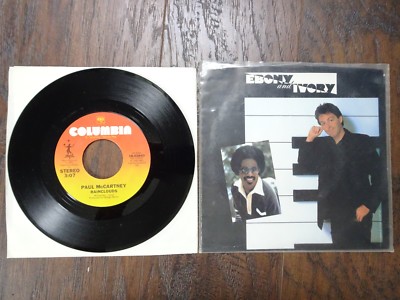 COLUMBIA
STEREO
3:07
PAUL McCARTNEY
RAINCLOUDS
EBONY
and IVORY